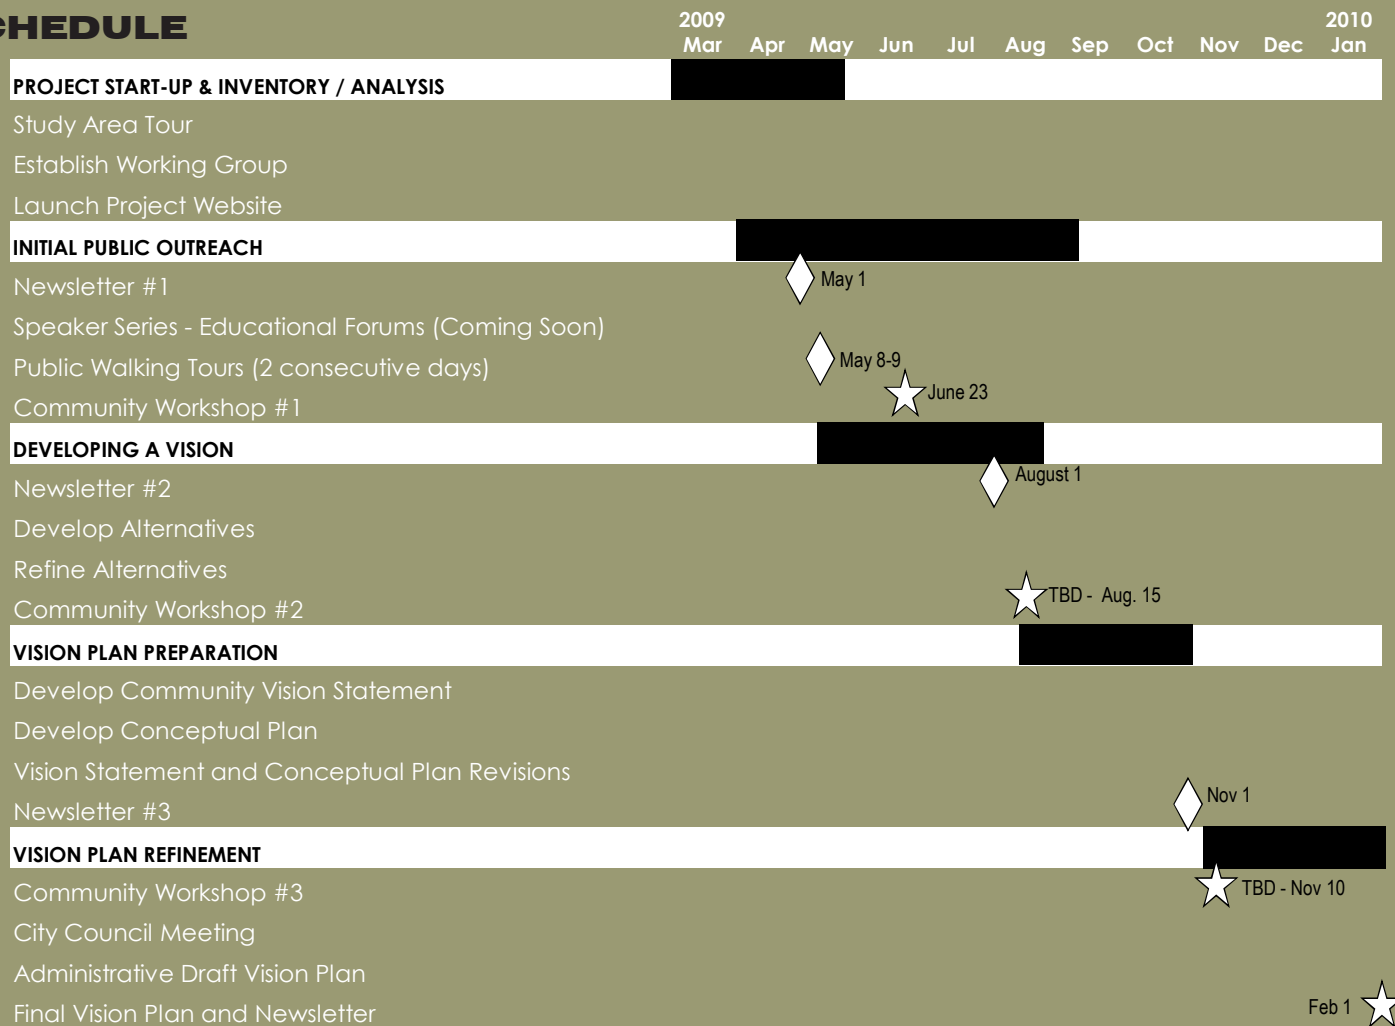 CHEDULE
2009 2010
Mar Apr May Jun Jul Aug Sep Oct Nov Dec Jan
PROJECT START-UP & INVENTORY / ANALYSIS
Study Area Tour
Establish Working Group
Launch Project Website
INITIAL PUBLIC OUTREACH
Newsletter #1 May 1
Speaker Series - Educational Forums (Coming Soon)
Public Walking Tours (2 consecutive days) May 8-9
Community Workshop #1 June 23
DEVELOPING A VISION
Newsletter #2 August 1
Develop Alternatives
Refine Alternatives
Community Workshop #2 TBD - Aug. 15
VISION PLAN PREPARATION
Develop Community Vision Statement
Develop Conceptual Plan
Vision Statement and Conceptual Plan Revisions
Newsletter #3 Nov 1
VISION PLAN REFINEMENT
Community Workshop #3 TBD - Nov 10
City Council Meeting
Administrative Draft Vision Plan
Final Vision Plan and Newsletter Feb 1